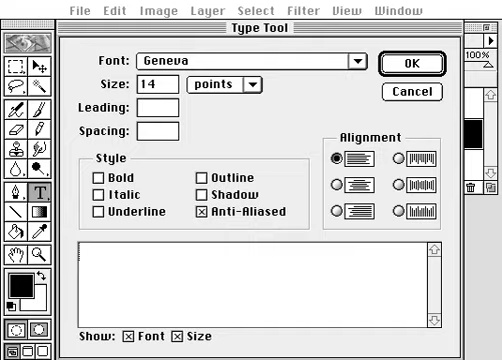 File Edit Image Layer Select Filter View Window
Type Tool
Font: Geneva
OK
Size: 14 points
100%
Cancel
Leading:
Spacing:
Alignment
Style
Bold Outline
Italic Shadow
Underline Anti-Aliased
T
Show: Font Size